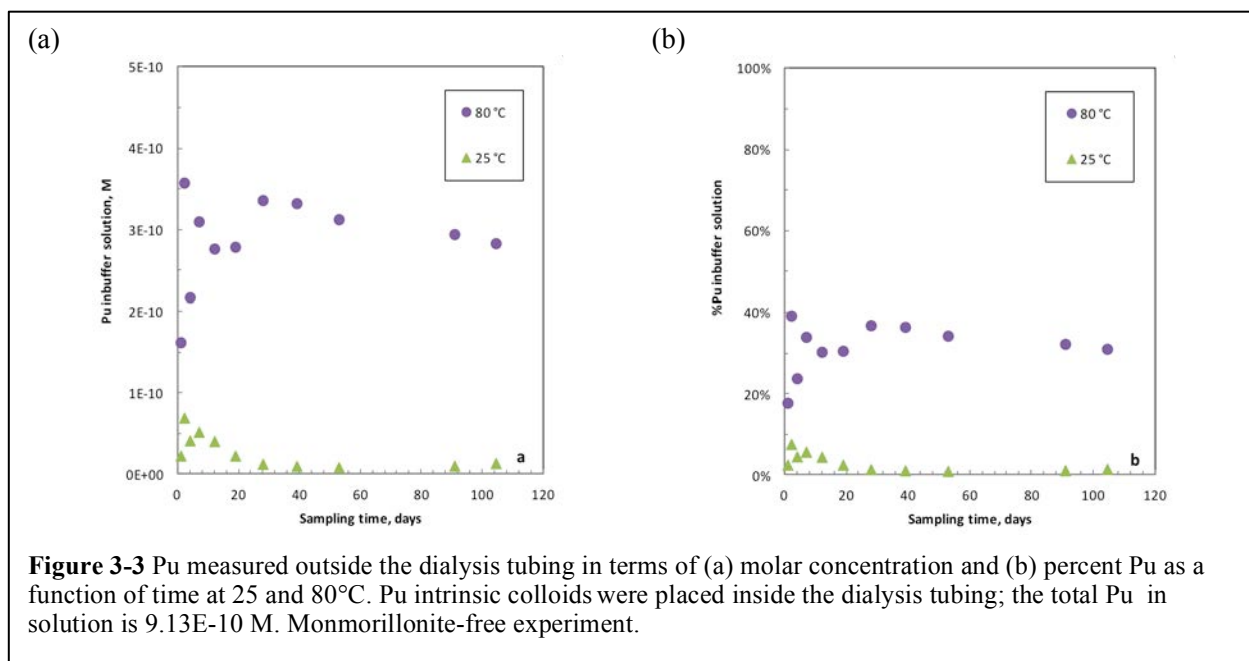 (a)
(b)
5E-10
4E-10
3E-10
2E-10
1E-10
0E+00
Pu inbuffer solution, M
80 °C
25 °C
a
0 20 40 60 80 100 120
Sampling time, days
100%
80%
60%
40%
20%
0%
%Pu inbuffer solution
80 °C
25 °C
b
0 20 40 60 80 100 120
Sampling time, days
Figure 3-3 Pu measured outside the dialysis tubing in terms of (a) molar concentration and (b) percent Pu as a
function of time at 25 and 80°C. Pu intrinsic colloids were placed inside the dialysis tubing; the total Pu in
solution is 9.13E-10 M. Monmorillonite-free experiment.